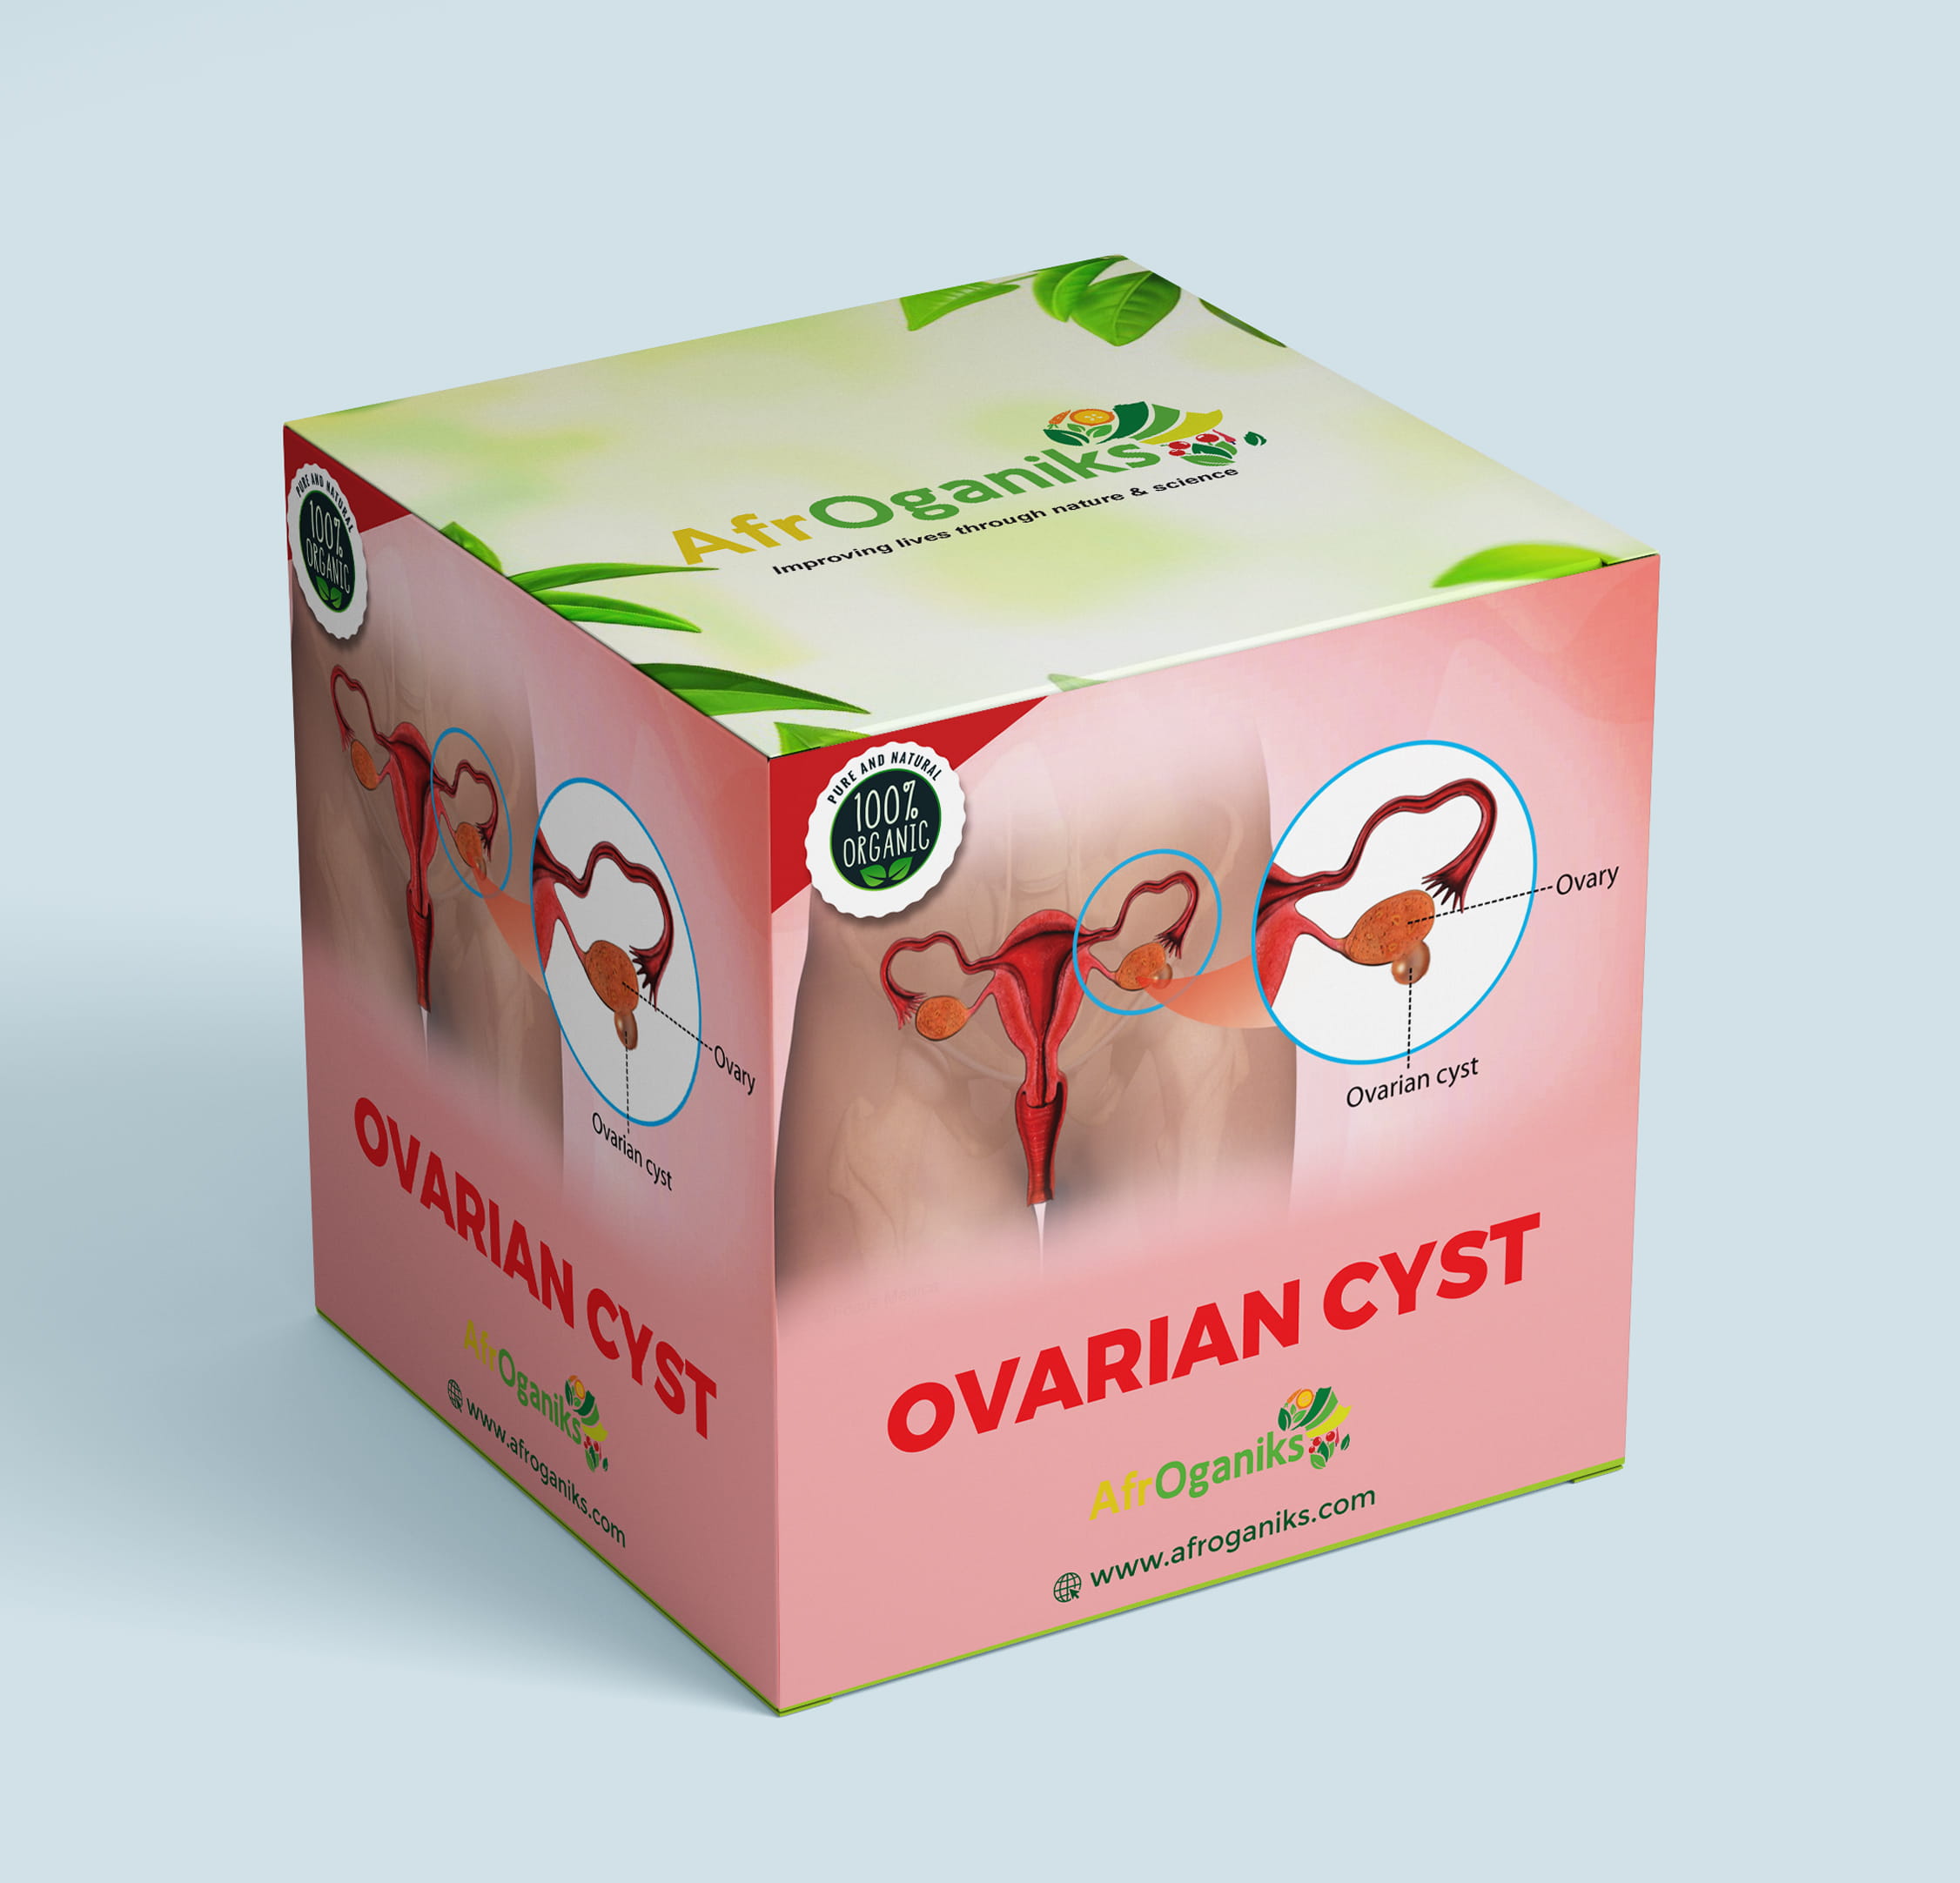 AfrOganiks
Improving lives through nature & science
PURE AND NATURAL
100%
ORGANIC
Ovary
Ovarian cyst
OVARIAN CYST
AfrOganiks
www.afroganiks.com
PURE AND NATURAL
100%
ORGANIC
Ovary
Ovarian cyst
OVARIAN CYST
AfrOganiks
www.afroganiks.com